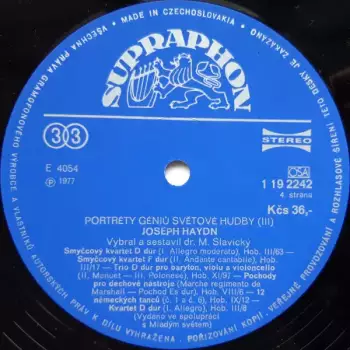 MADE IN CZECHOSLOVAKIA • VŠECHNA PRÁVA GRAMOFONOVÉHO VÝROBCE A VLASTNÍKŮ AUTORSKÝCH PRÁV K DÍLU VYHRAŽENA. POŘIZOVÁNÍ KOPIÍ, VEŘEJNÉ PROVOZOVÁNÍ A ROZHLASOVÉ ŠÍŘENÍ TÉTO DESKY JE ZAKÁZÁNO
SUPRAPHON
33
STEREO
E 4054
Ⓟ 1977
OSA
1 19 2242
4. strana
Kčs 36,-
PORTRÉTY GÉNIŮ SVĚTOVÉ HUDBY (III)
JOSEPH HAYDN
Vybral a sestavil dr. M. Slavický
Smyčcový kvartet D dur (I. Allegro moderato), Hob. III/63 —
Smyčcový kvartet F dur (II. Andante cantabile), Hob.
III/17 — Trio D dur pro baryton, violu a violoncello
(II. Menuet — III. Polonese), Hob. XI/97 — Pochody
pro dechové nástroje (Marche regimento de
Marshall — Pochod Es dur), Hob. VIII/6 — 12
německých tanců (č. 1 a 6), Hob. IX/12 —
Kvartet D dur (I. Allegro), Hob. II/8
(Vydáno ve spolupráci
s Mladým světem)